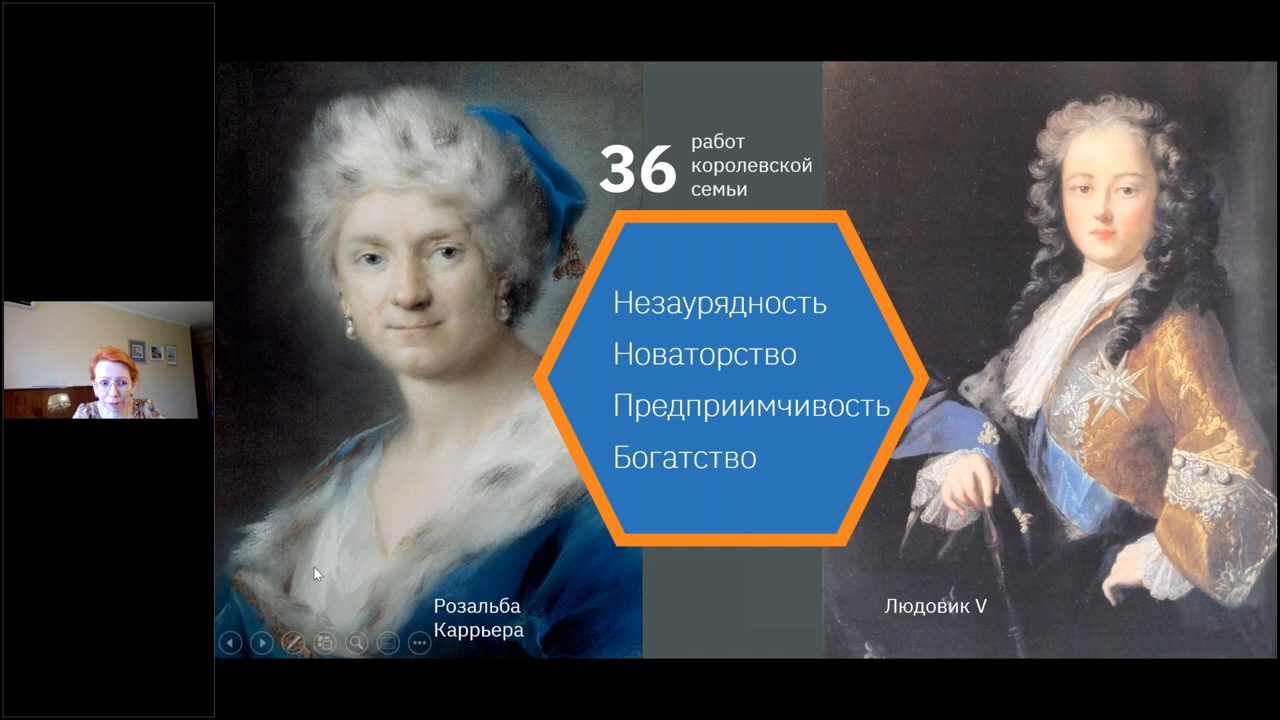 36
работ
королевской
семьи
Незаурядность
Новаторство
Предприимчивость
Богатство
Розальба
Каррьера
Людовик V